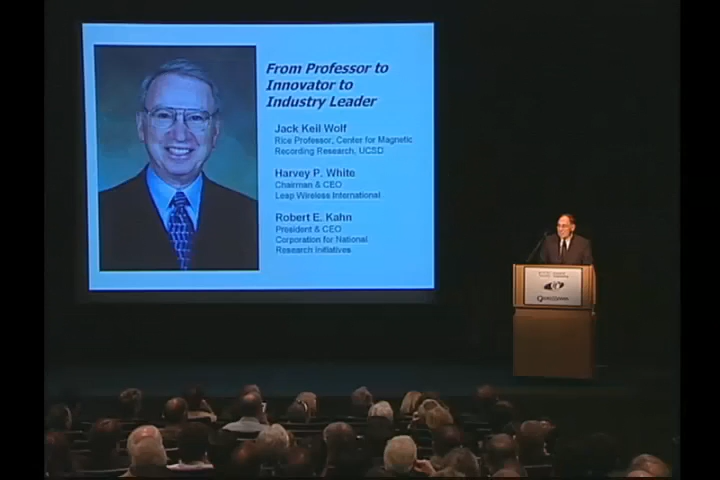 From Professor to
Innovator to
Industry Leader
Jack Keil Wolf
Rice Professor, Center for Magnetic
Recording Research, UCSD
Harvey P. White
Chairman & CEO
Leap Wireless International
Robert E. Kahn
President & CEO
Corporation for National
Research Initiatives
QUALCOMM